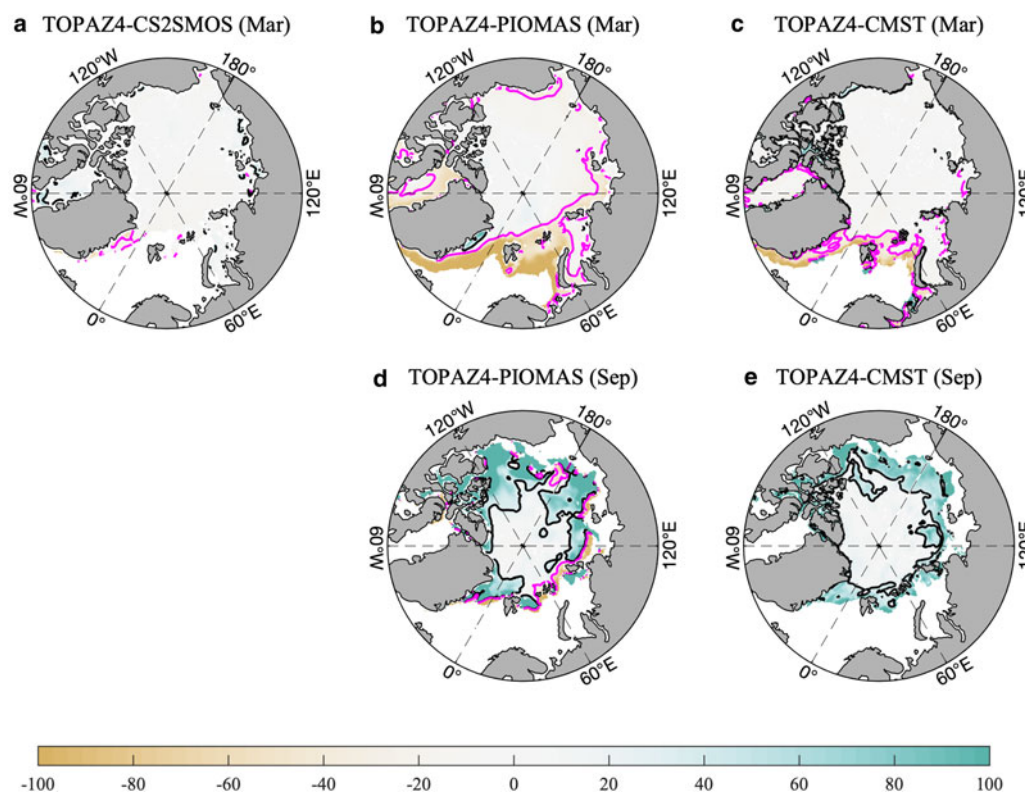 a TOPAZ4-CS2SMOS (Mar)
b TOPAZ4-PIOMAS (Mar)
c TOPAZ4-CMST (Mar)
120°W 180°
60°W 120°E
0° 60°E
120°W 180°
60°W 120°E
0° 60°E
120°W 180°
60°W 120°E
0° 60°E
d TOPAZ4-PIOMAS (Sep)
e TOPAZ4-CMST (Sep)
120°W 180°
60°W 120°E
0° 60°E
120°W 180°
60°W 120°E
0° 60°E
-100 -80 -60 -40 -20 0 20 40 60 80 100